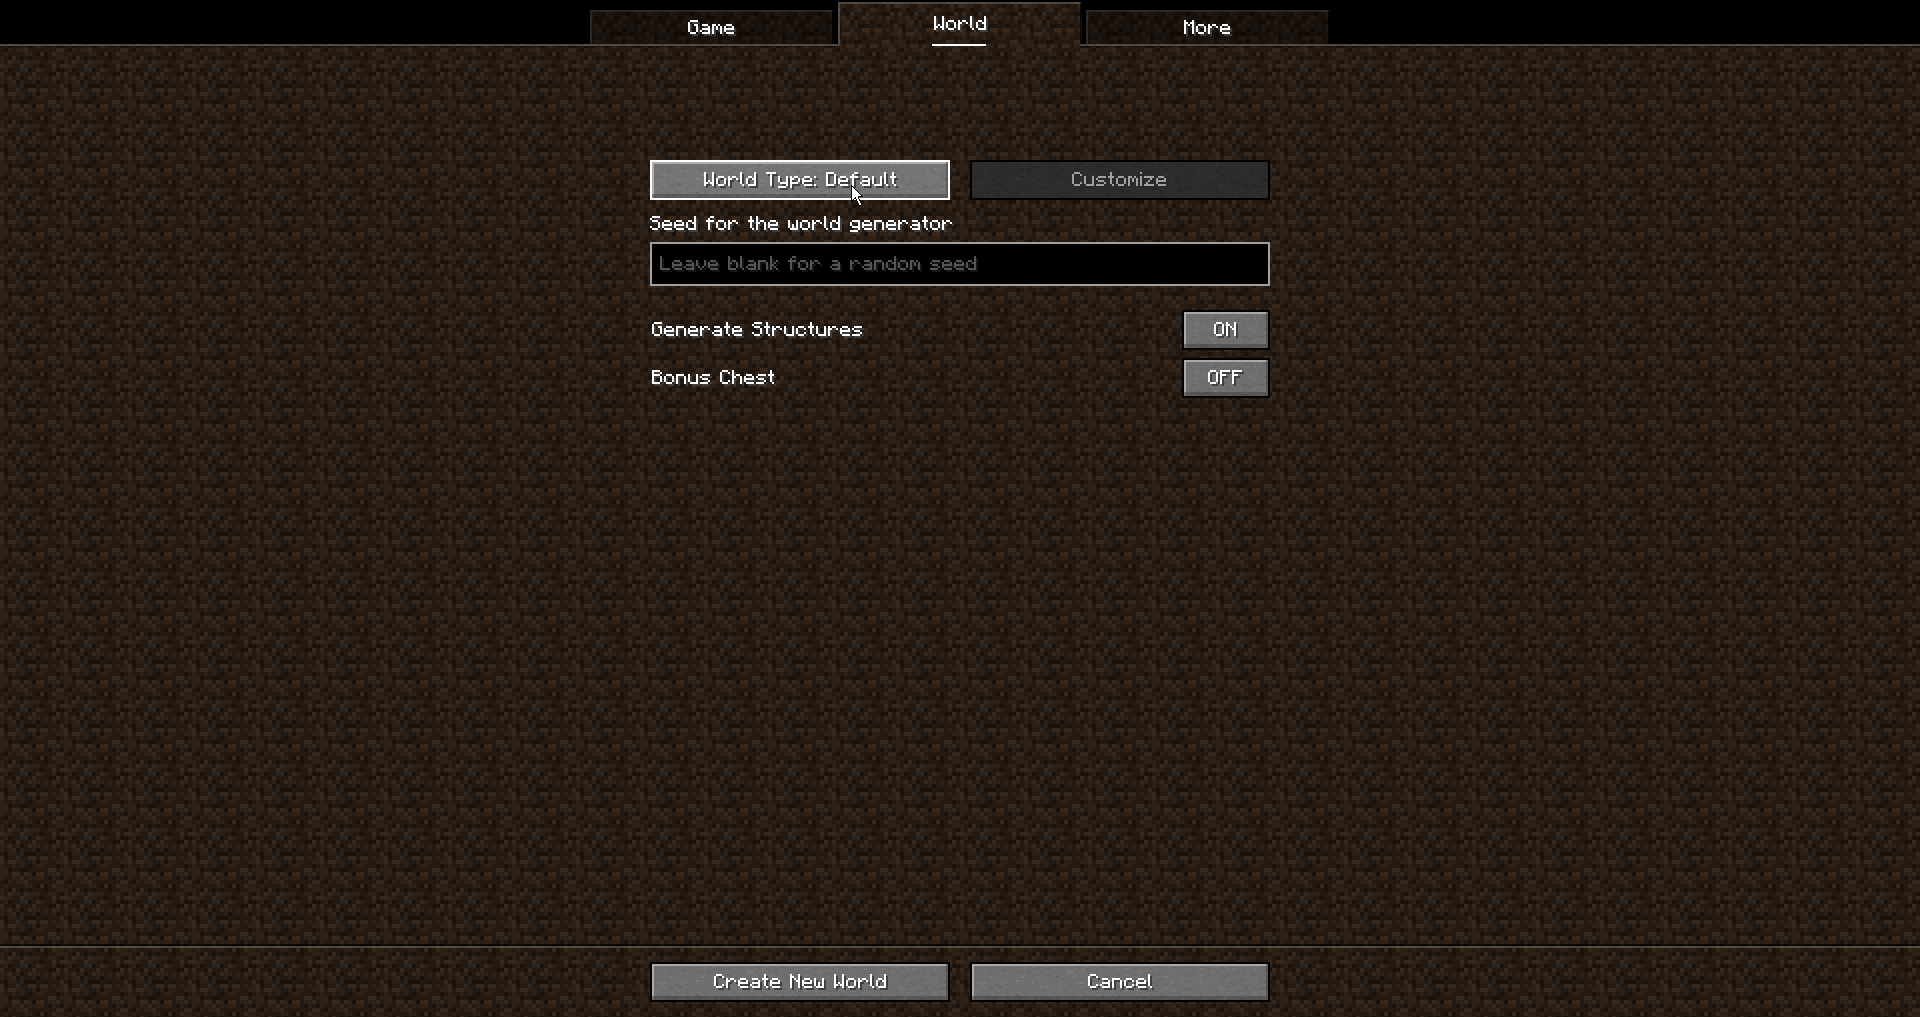 Game
World
More
World Type: Default
Customize
Seed for the world generator
Leave blank for a random seed
Generate Structures
ON
Bonus Chest
OFF
Create New World
Cancel